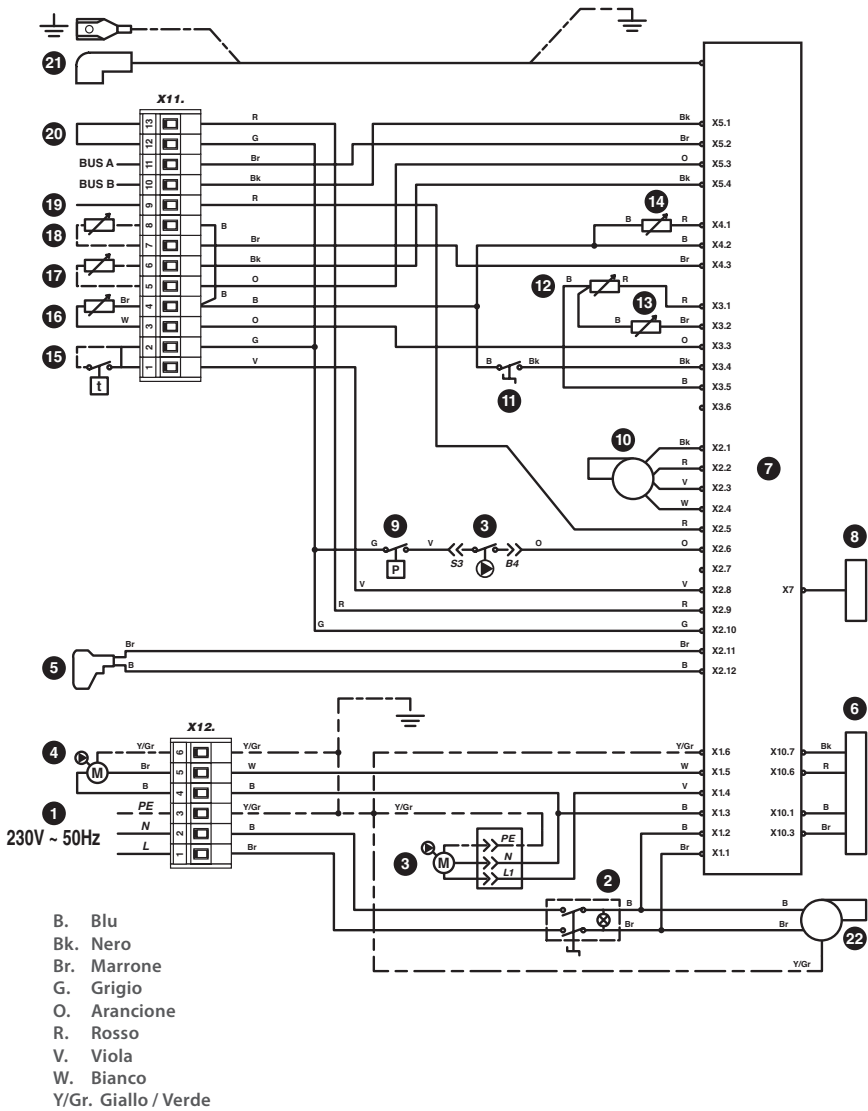 21
X11.
20
13 R Bk X5.1
12 G Br X5.2
BUS A 11 Br O X5.3
BUS B 10 Bk Bk X5.4
19 9 R 14
18 8 B B R X4.1
7 Br B X4.2
17 6 Bk Br X4.3
5 O 12 B R
16 Br 4 B B R X3.1
W 3 O B 13 Br X3.2
15 2 G O X3.3
t 1 V B Bk Bk X3.4
11 B X3.5
X3.6
10 Bk X2.1
R X2.2 7
V X2.3
W X2.4
9 3 R X2.5 8
G V O O X2.6
P S3 B4 X2.7
V V X2.8 X7
R R X2.9
G G X2.10
5 Br Br X2.11
B B X2.12
X12. 6
4 Y/Gr 6 Y/Gr Y/Gr X1.6 X10.7 Bk
M Br 5 W W X1.5 X10.6 R
B 4 B V X1.4
1 PE 3 Y/Gr Y/Gr B X1.3 X10.1 B
230V ~ 50Hz N 2 B PE B X1.2 X10.3 Br
L 1 Br 3 M N Br X1.1
L1
2
B B
Br Br 22
Y/Gr
B. Blu
Bk. Nero
Br. Marrone
G. Grigio
O. Arancione
R. Rosso
V. Viola
W. Bianco
Y/Gr. Giallo / Verde